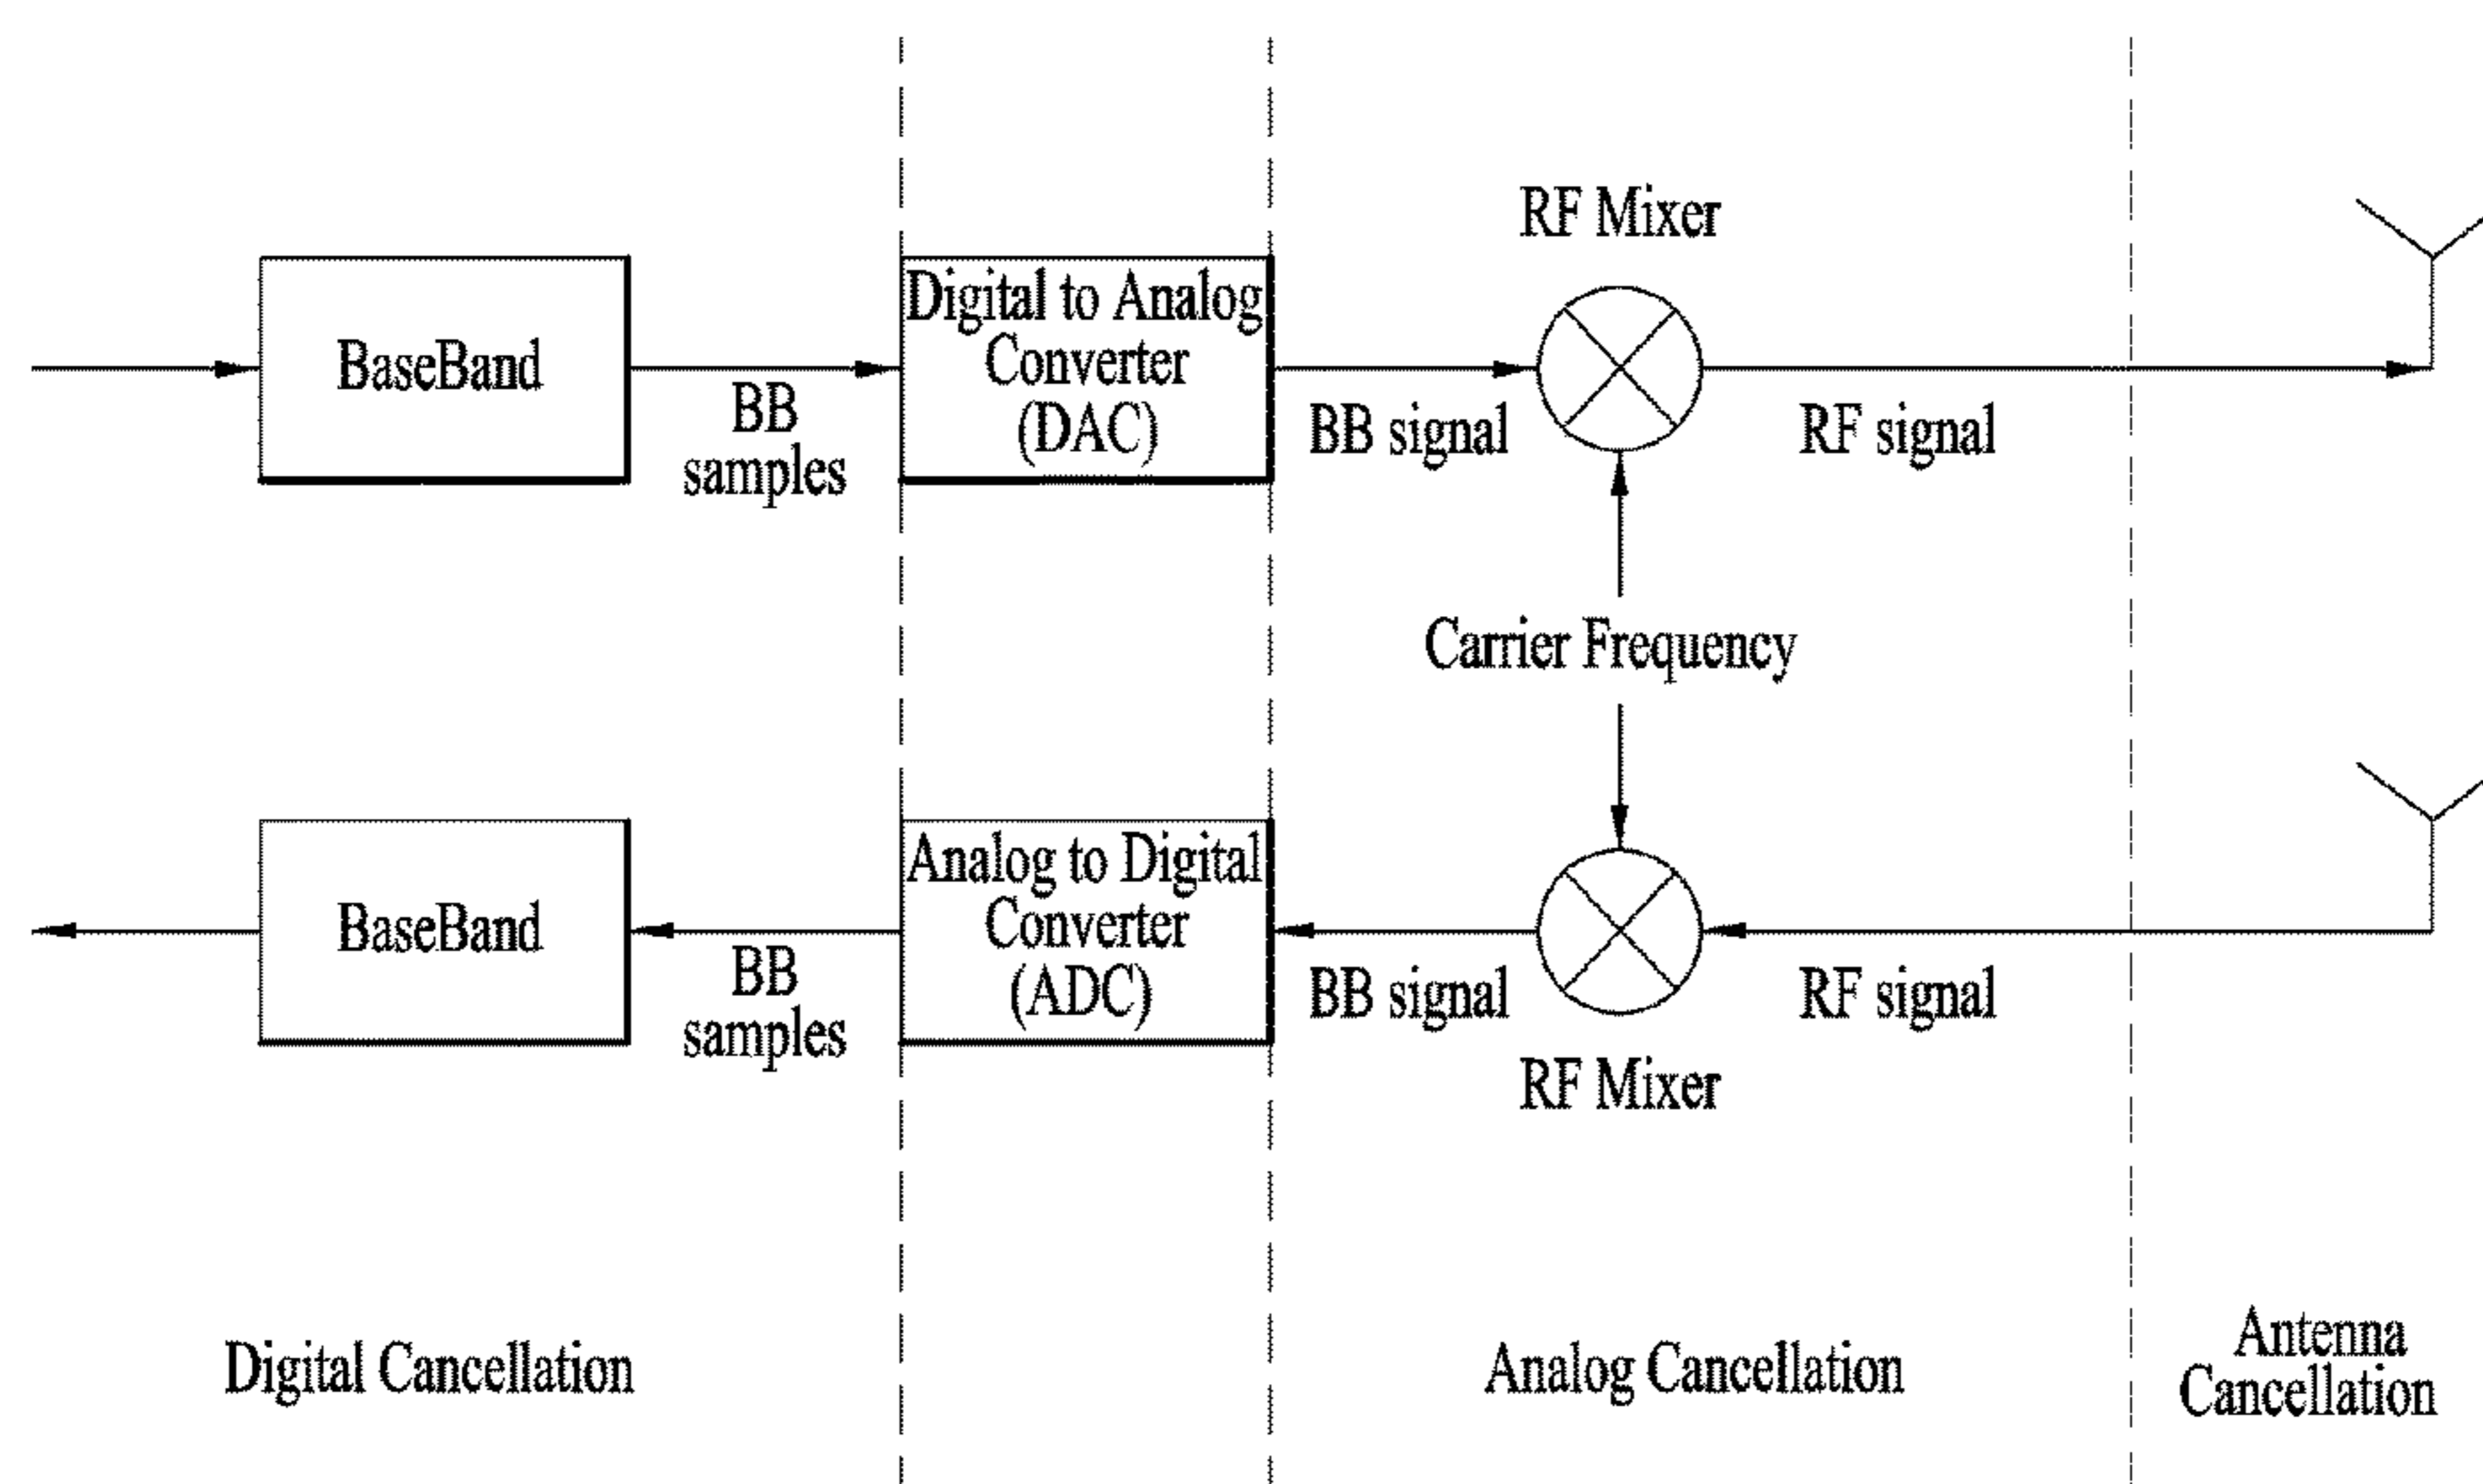 RF Mixer
BaseBand
BB
samples
Digital to Analog
Converter
(DAC)
BB signal
RF signal
Carrier Frequency
BaseBand
BB
samples
Analog to Digital
Converter
(ADC)
BB signal
RF signal
RF Mixer
Digital Cancellation
Analog Cancellation
Antenna
Cancellation